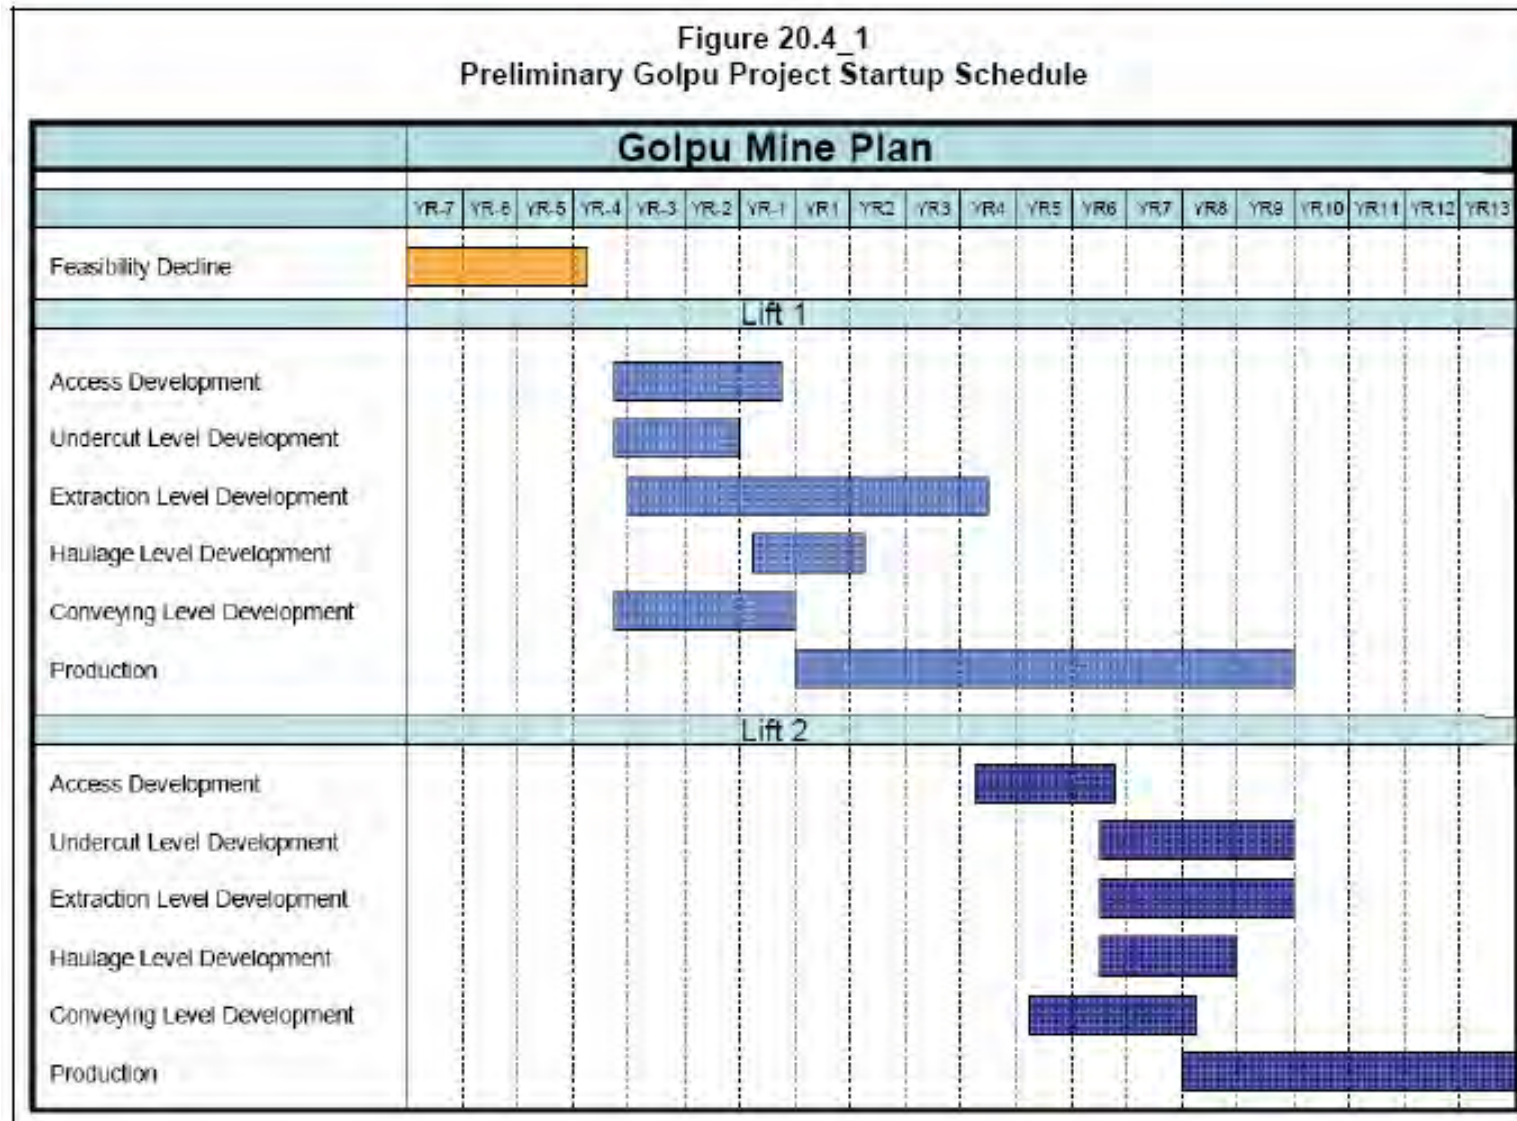 Figure 20.4_1
Preliminary Golpu Project Startup Schedule
Golpu Mine Plan
YR-7 YR-6 YR-5 YR-4 YR-3 YR-2 YR-1 YR1 YR2 YR3 YR4 YR5 YR6 YR7 YR8 YR9 YR10 YR11 YR12 YR13
Feasibility Decline
Lift 1
Access Development
Undercut Level Development
Extraction Level Development
Haulage Level Development
Conveying Level Development
Production
Lift 2
Access Development
Undercut Level Development
Extraction Level Development
Haulage Level Development
Conveying Level Development
Production